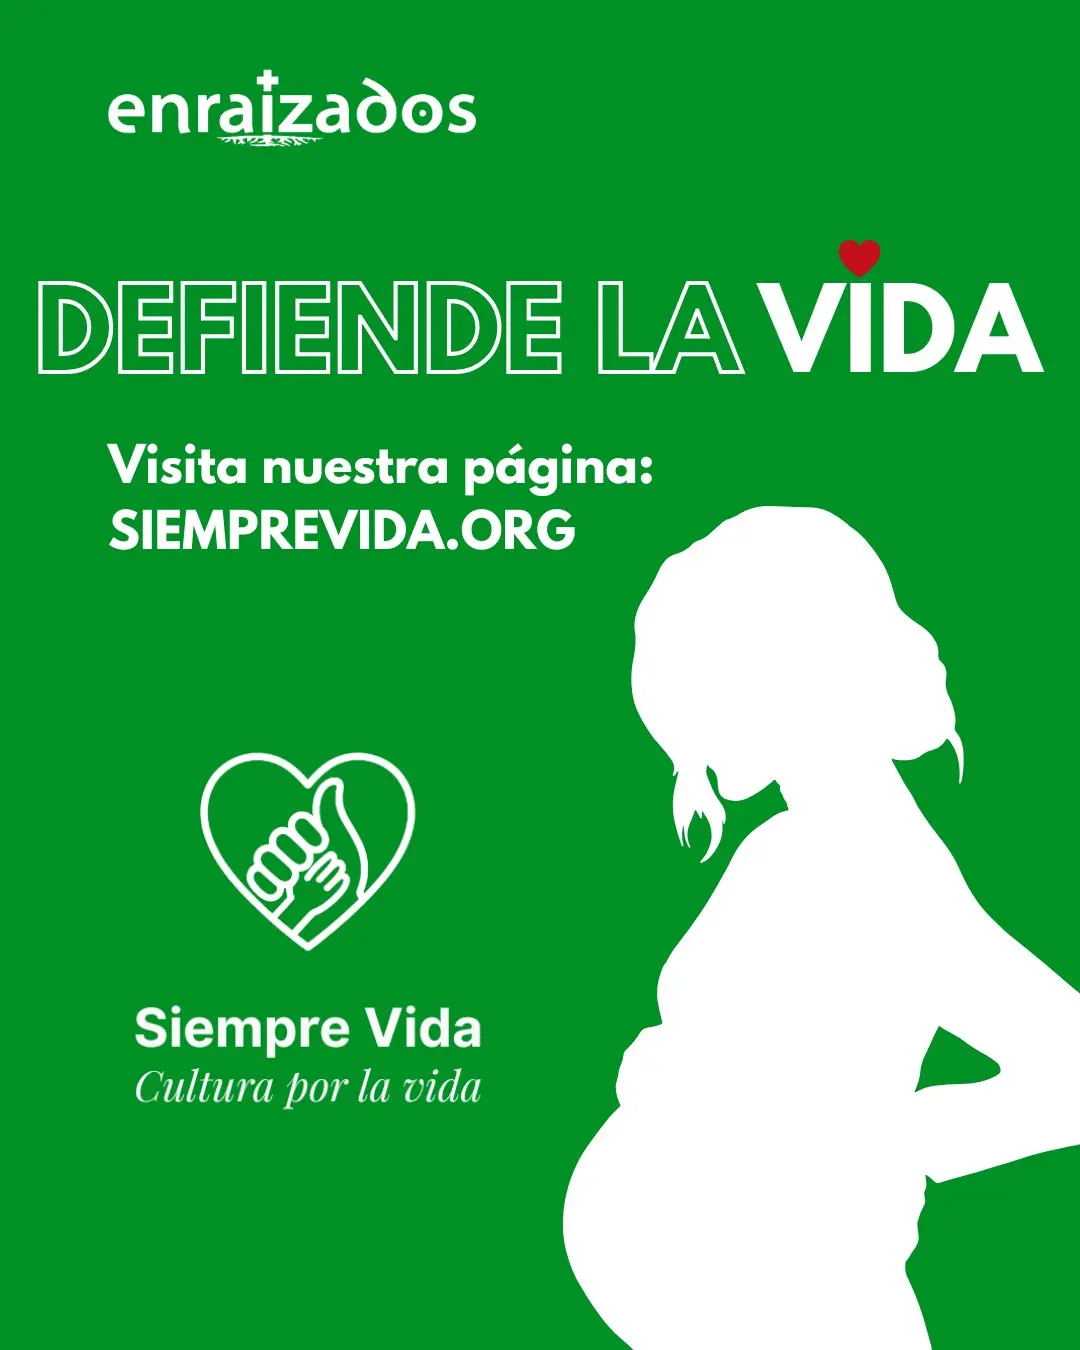 enraizados
DEFIENDE LA VIDA
Visita nuestra página:
SIEMPREVIDA.ORG
Siempre Vida
Cultura por la vida